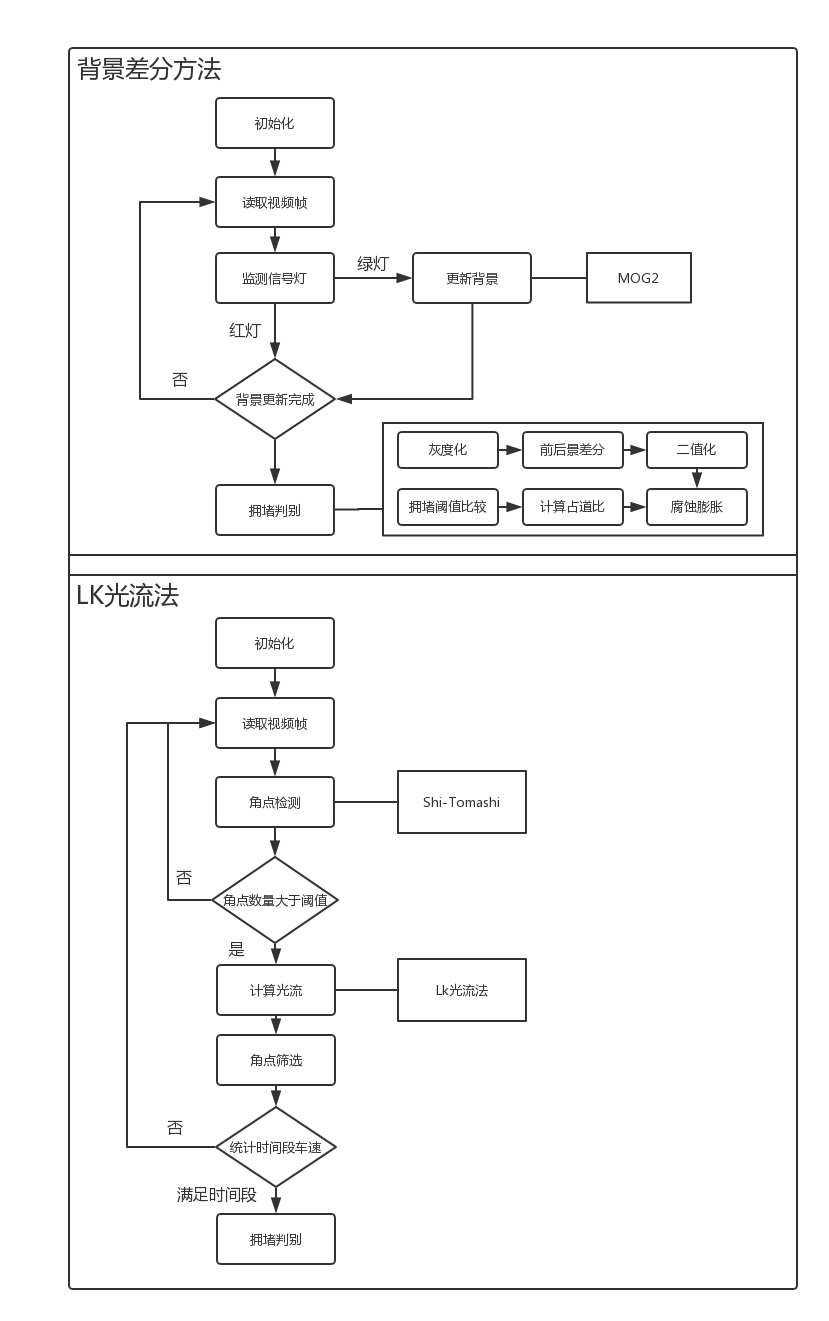 背景差分方法
初始化
读取视频帧
监测信号灯
绿灯
更新背景
MOG2
红灯
否
背景更新完成
灰度化
前后景差分
二值化
拥堵判别
拥堵阈值比较
计算占道比
腐蚀膨胀
LK光流法
初始化
读取视频帧
角点检测
Shi-Tomashi
否
角点数量大于阈值
是
计算光流
Lk光流法
角点筛选
否
统计时间段车速
满足时间段
拥堵判别